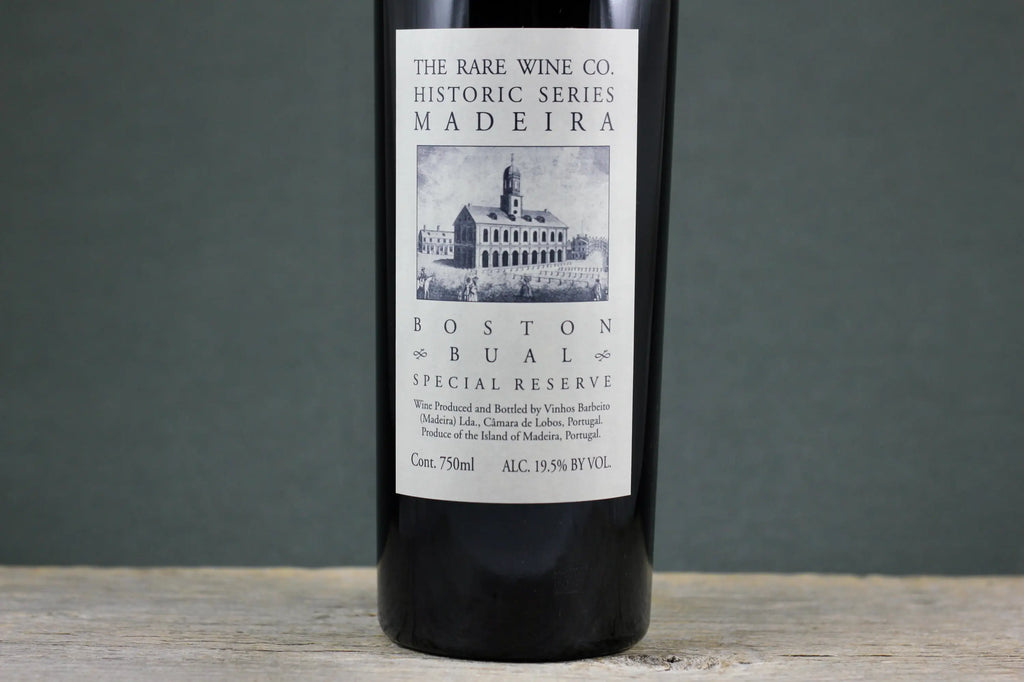 THE RARE WINE CO.
HISTORIC SERIES
MADEIRA
BOSTON
BUAL
SPECIAL RESERVE
Wine Produced and Bottled by Vinhos Barbeito
(Madeira) Lda., Câmara de Lobos, Portugal.
Produce of the Island of Madeira, Portugal.
Cont. 750ml ALC. 19.5% BY VOL.